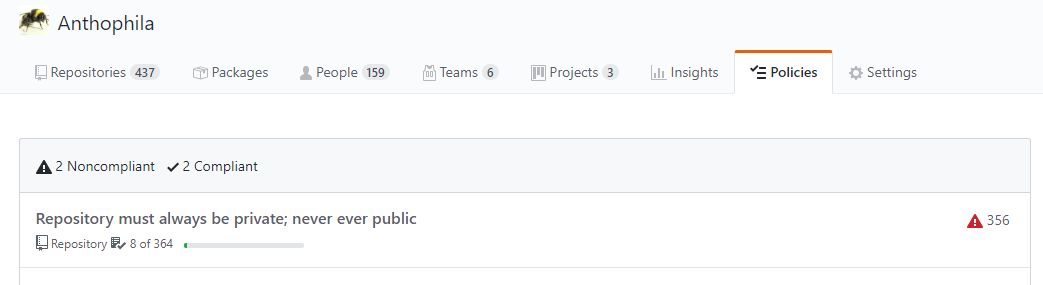 Anthophila
Repositories 437 Packages People 159 Teams 6 Projects 3 Insights Policies Settings
2 Noncompliant 2 Compliant
Repository must always be private; never ever public 356
Repository 8 of 364